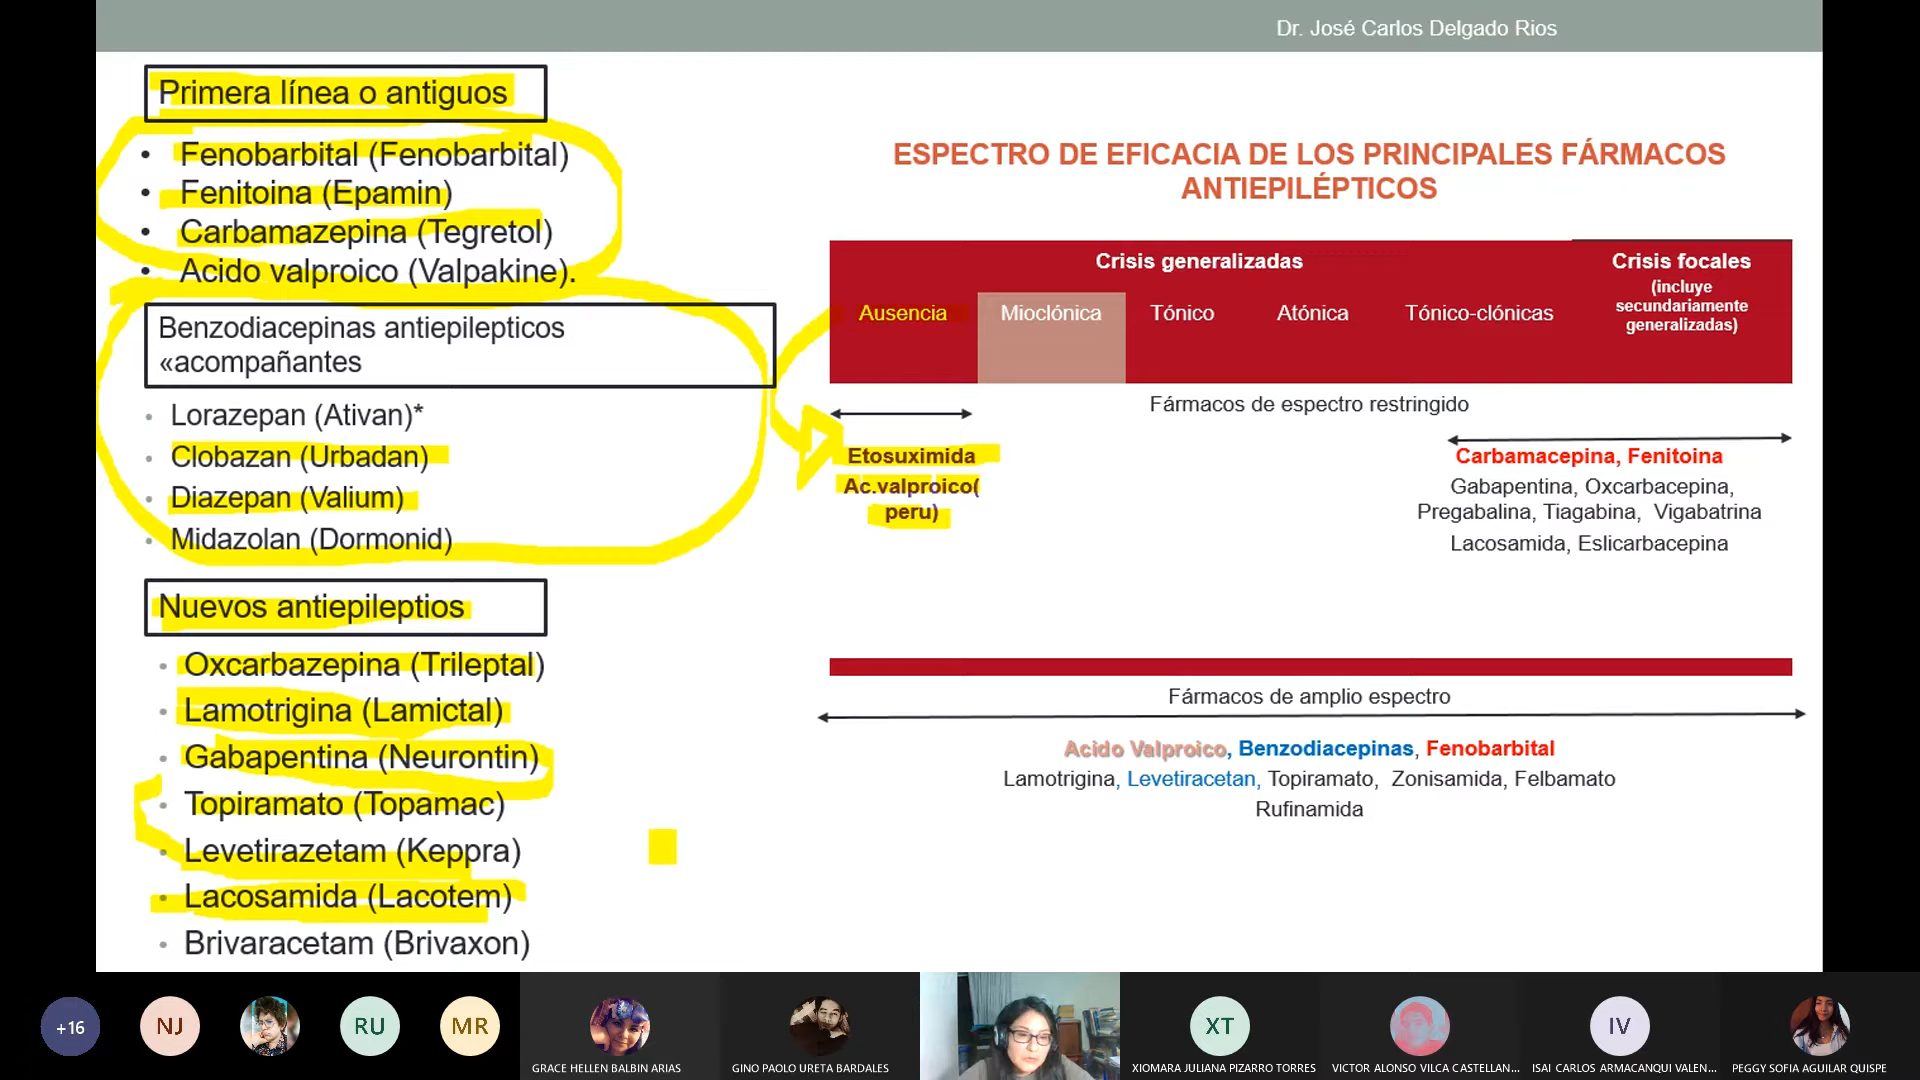 Dr. José Carlos Delgado Rios
Primera línea o antiguos
• Fenobarbital (Fenobarbital)
• Fenitoina (Epamin)
• Carbamazepina (Tegretol)
• Acido valproico (Valpakine).
Benzodiacepinas antiepilepticos
«acompañantes
• Lorazepan (Ativan)*
• Clobazan (Urbadan)
• Diazepan (Valium)
• Midazolan (Dormonid)
Nuevos antiepileptios
• Oxcarbazepina (Trileptal)
• Lamotrigina (Lamictal)
• Gabapentina (Neurontin)
• Topiramato (Topamac)
• Levetirazetam (Keppra)
• Lacosamida (Lacotem)
• Brivaracetam (Brivaxon)
ESPECTRO DE EFICACIA DE LOS PRINCIPALES FÁRMACOS
ANTIEPILÉPTICOS
Crisis generalizadas
Ausencia
Mioclónica
Tónico
Atónica
Tónico-clónicas
Crisis focales
(incluye
secundariamente
generalizadas)
Fármacos de espectro restringido
Etosuximida
Ac.valproico(
peru)
Carbamacepina, Fenitoina
Gabapentina, Oxcarbacepina,
Pregabalina, Tiagabina, Vigabatrina
Lacosamida, Eslicarbacepina
Fármacos de amplio espectro
Acido Valproico, Benzodiacepinas, Fenobarbital
Lamotrigina, Levetiracetan, Topiramato, Zonisamida, Felbamato
Rufinamida
+16
NJ
RU
MR
GRACE HELLEN BALBIN ARIAS
GINO PAOLO URETA BARDALES
XT
XIOMARA JULIANA PIZARRO TORRES
VICTOR ALONSO VILCA CASTELLAN...
IV
ISAI CARLOS ARMACANQUI VALEN...
PEGGY SOFIA AGUILAR QUISPE